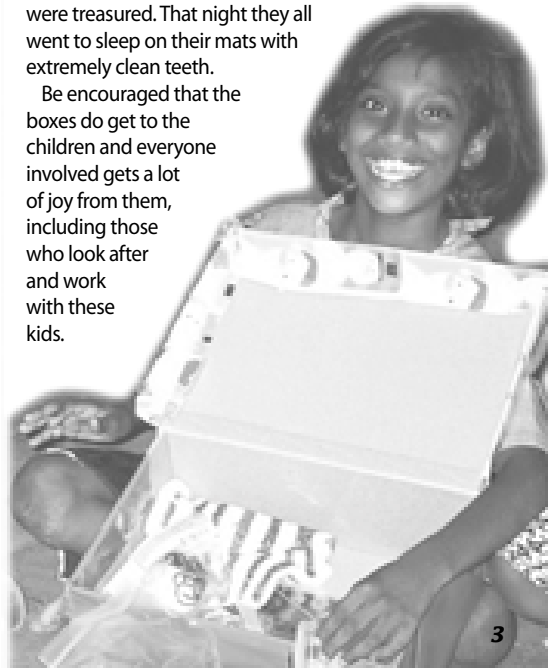 were treasured. That night they all
went to sleep on their mats with
extremely clean teeth.
Be encouraged that the
boxes do get to the
children and everyone
involved gets a lot
of joy from them,
including those
who look after
and work
with these
kids.
3